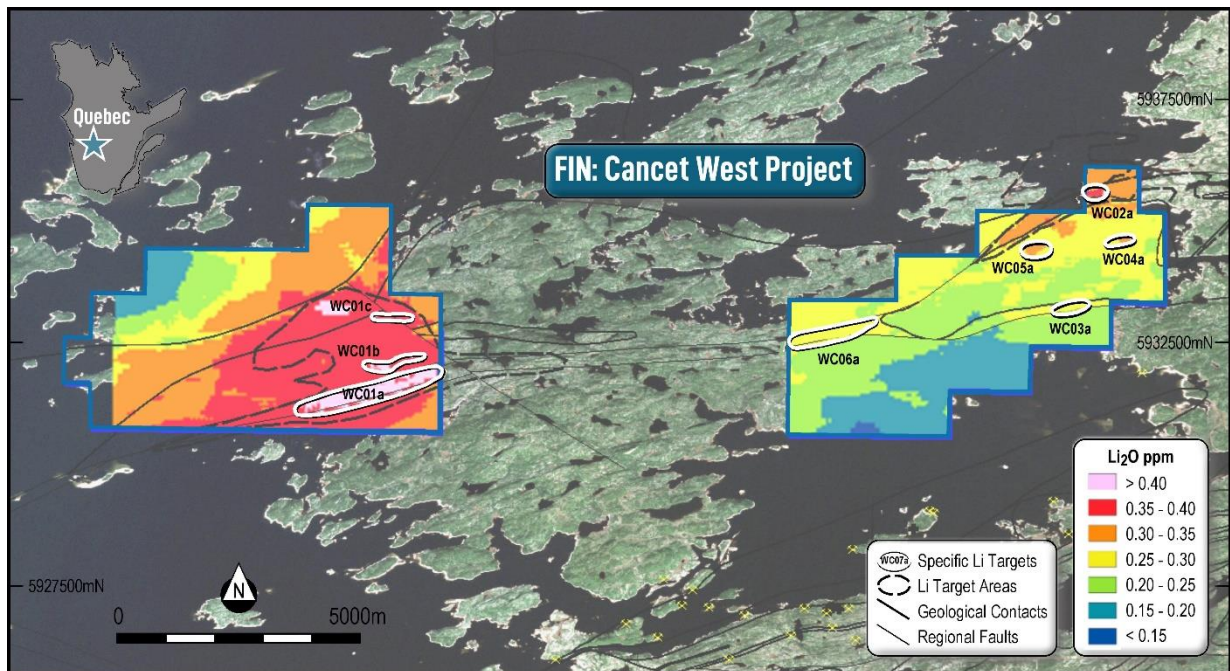 Quebec
5937500mN
FIN: Cancet West Project
WC02a
WC05a
WC04a
WC01c
WC03a
WC06a
5932500mN
WC01b
WC01a
Li₂O ppm
> 0.40
0.35 - 0.40
0.30 - 0.35
0.25 - 0.30
0.20 - 0.25
0.15 - 0.20
< 0.15
WC07a Specific Li Targets
Li Target Areas
Geological Contacts
Regional Faults
5927500mN
N
0 5000m